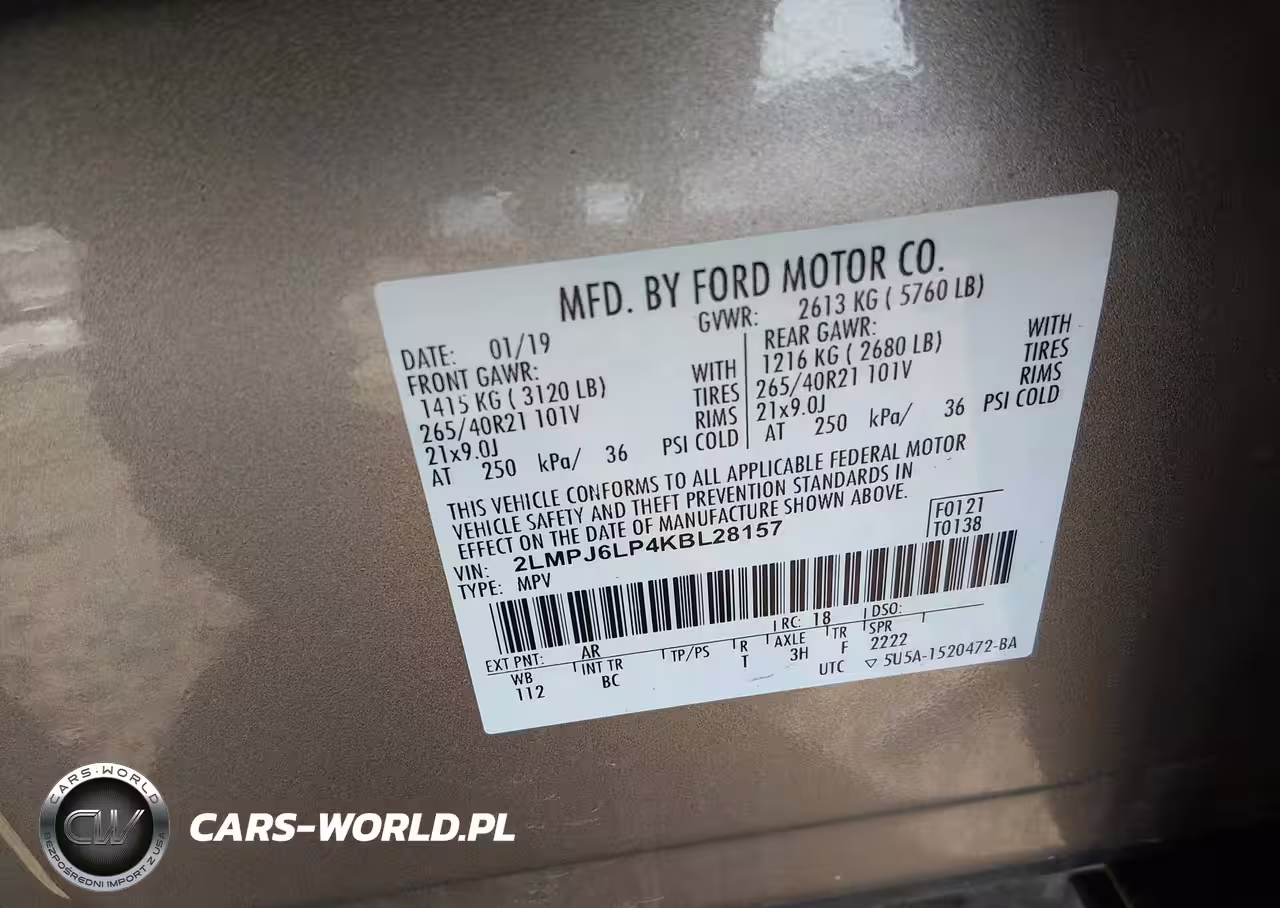 MFD. BY FORD MOTOR CO.
DATE: 01/19 GVWR: 2613 KG ( 5760 LB)
FRONT GAWR: REAR GAWR:
1415 KG ( 3120 LB) WITH 1216 KG ( 2680 LB) WITH
265/40R21 101V TIRES 265/40R21 101V TIRES
21x9.0J RIMS 21x9.0J RIMS
AT 250 kPa/ 36 PSI COLD AT 250 kPa/ 36 PSI COLD
THIS VEHICLE CONFORMS TO ALL APPLICABLE FEDERAL MOTOR
VEHICLE SAFETY AND THEFT PREVENTION STANDARDS IN
EFFECT ON THE DATE OF MANUFACTURE SHOWN ABOVE.
VIN: 2LMPJ6LP4KBL28157 F0121
TYPE: MPV T0138
EXT PNT: AR RC: 18 DSO:
WB INT TR TP/PS R AXLE TR SPR
112 BC T 3H F 2222
UTC ▽ 5U5A-1520472-BA
CARS-WORLD
CW
BEZPOŚREDNI IMPORT Z USA
CARS-WORLD.PL